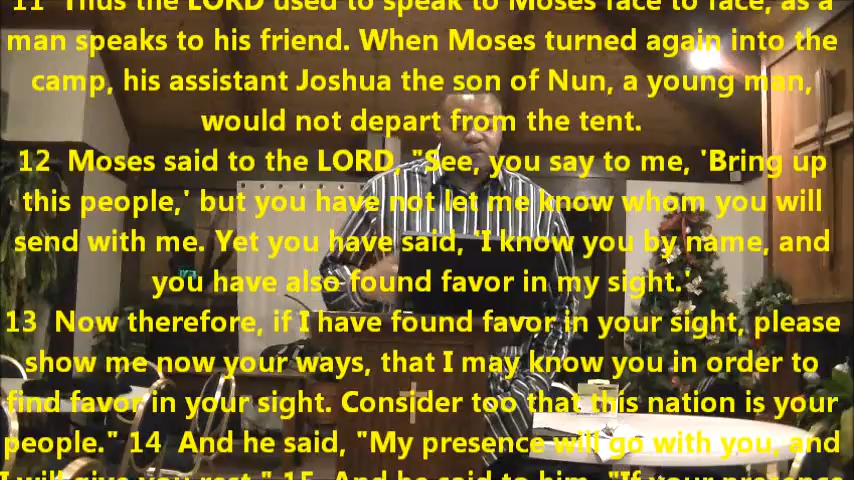 11 Thus the LORD used to speak to Moses face to face, as a
man speaks to his friend. When Moses turned again into the
camp, his assistant Joshua the son of Nun, a young man,
would not depart from the tent.
12 Moses said to the LORD, "See, you say to me, 'Bring up
this people,' but you have not let me know whom you will
send with me. Yet you have said, 'I know you by name, and
you have also found favor in my sight.'
13 Now therefore, if I have found favor in your sight, please
show me now your ways, that I may know you in order to
find favor in your sight. Consider too that this nation is your
people." 14 And he said, "My presence will go with you, and
I will give you rest." 15 And he said to him, "If your presence